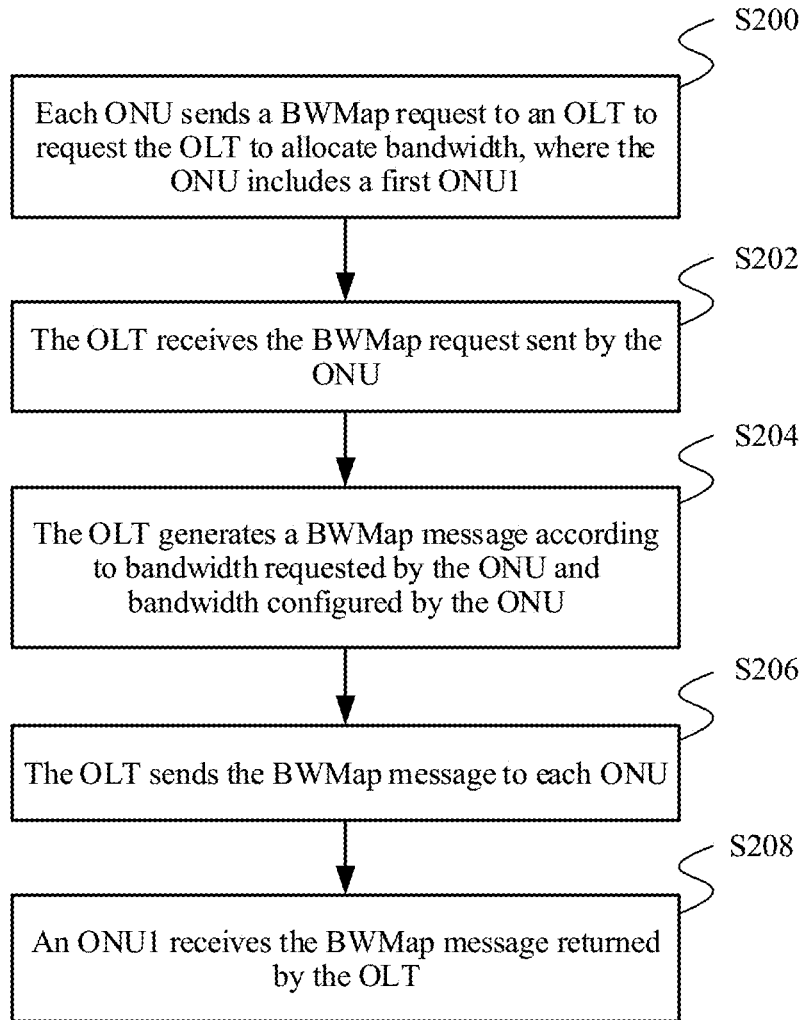 S200
Each ONU sends a BWMap request to an OLT to
request the OLT to allocate bandwidth, where the
ONU includes a first ONU1
S202
The OLT receives the BWMap request sent by the
ONU
S204
The OLT generates a BWMap message according
to bandwidth requested by the ONU and
bandwidth configured by the ONU
S206
The OLT sends the BWMap message to each ONU
S208
An ONU1 receives the BWMap message returned
by the OLT